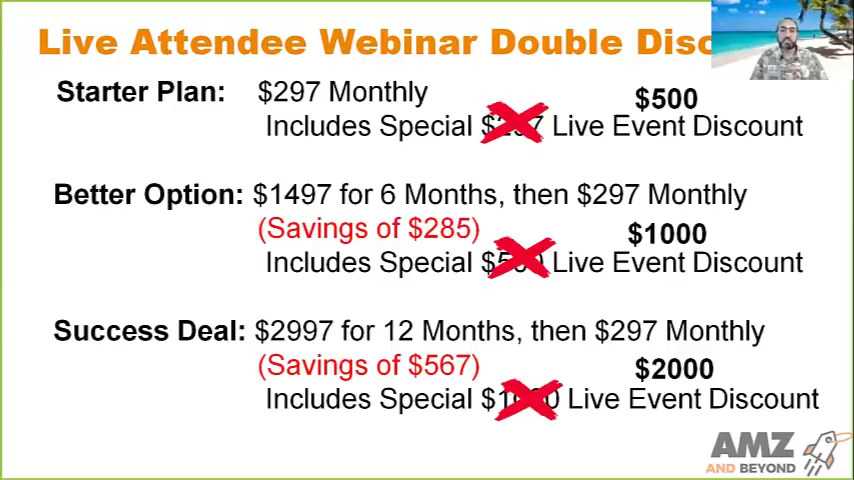 Live Attendee Webinar Double
Starter Plan: $297 Monthly
$500
Includes Special Live Event Discount
Better Option: $1497 for 6 Months, then $297 Monthly
(Savings of $285)
$1000
Includes Special Live Event Discount
Success Deal: $2997 for 12 Months, then $297 Monthly
(Savings of $567)
$2000
Includes Special Live Event Discount
AMZ
AND BEYOND